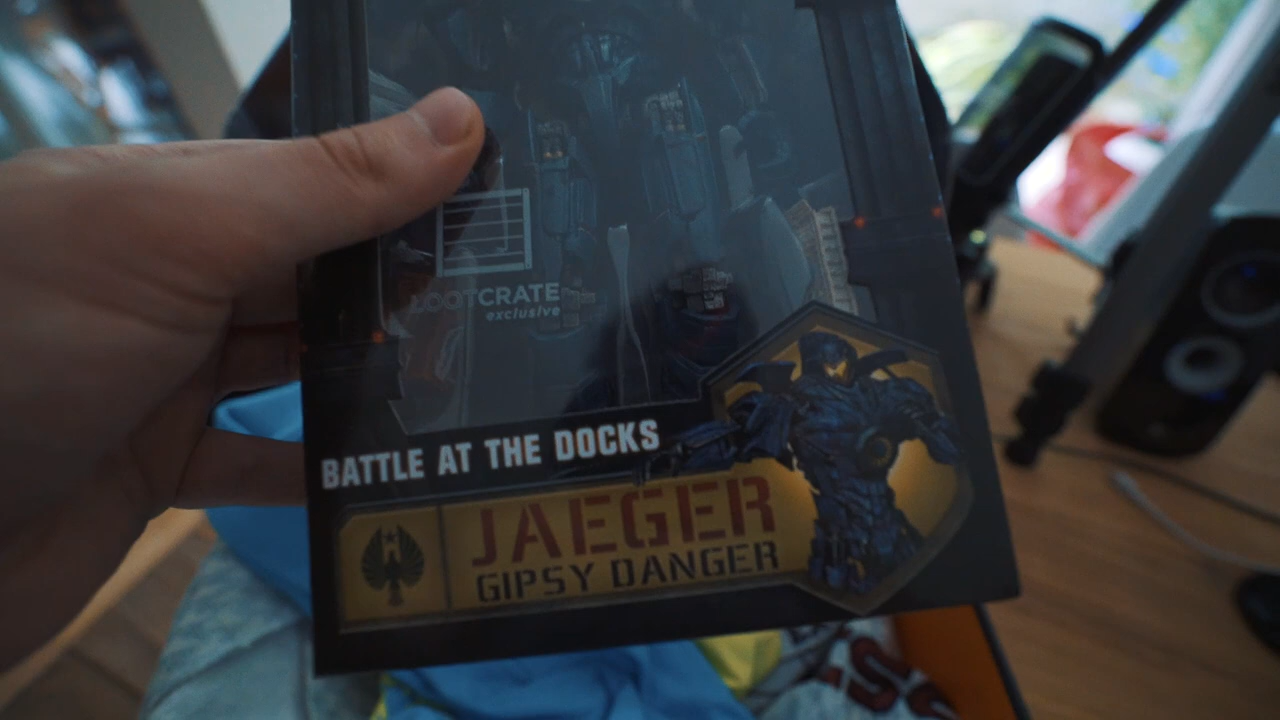 LOOTCRATE
exclusive
BATTLE AT THE DOCKS
JAEGER
GIPSY DANGER